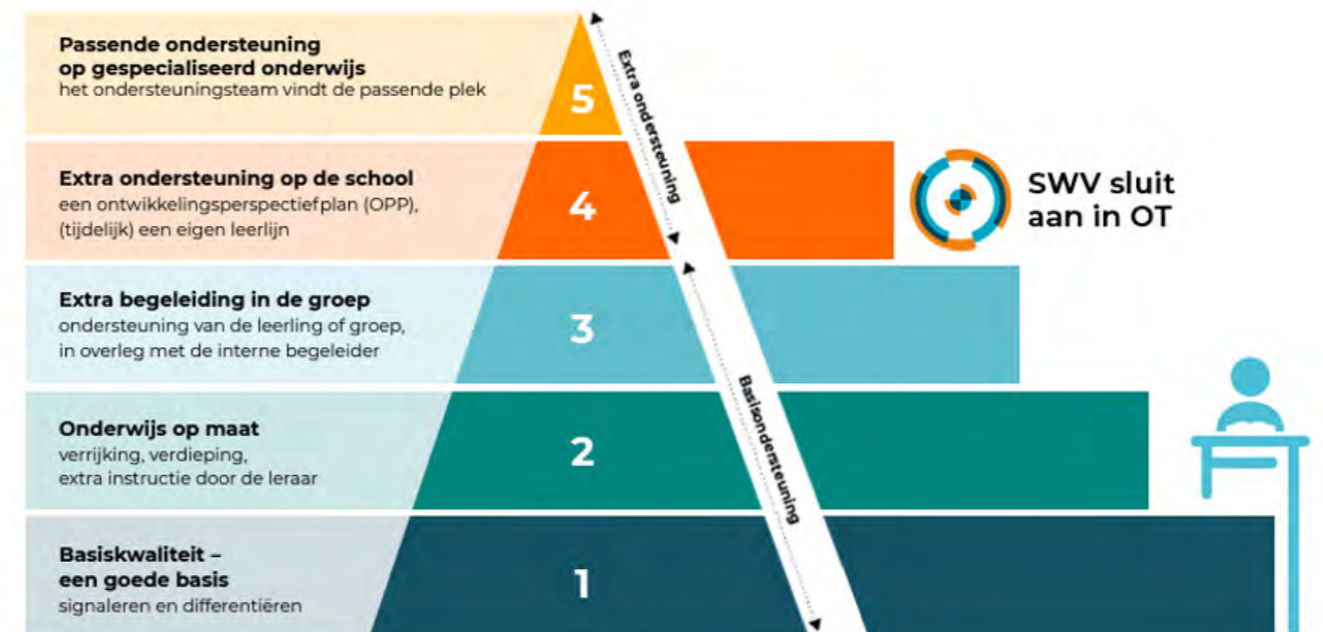 Passende ondersteuning
op gespecialiseerd onderwijs
het ondersteuningsteam vindt de passende plek
5
Extra ondersteuning
Extra ondersteuning op de school
een ontwikkelingsperspectiefplan (OPP),
(tijdelijk) een eigen leerlijn
4
SWV sluit
aan in OT
Extra begeleiding in de groep
ondersteuning van de leerling of groep,
in overleg met de interne begeleider
3
Basisondersteuning
Onderwijs op maat
verrijking, verdieping,
extra instructie door de leraar
2
Basiskwaliteit –
een goede basis
signaleren en differentiëren
1